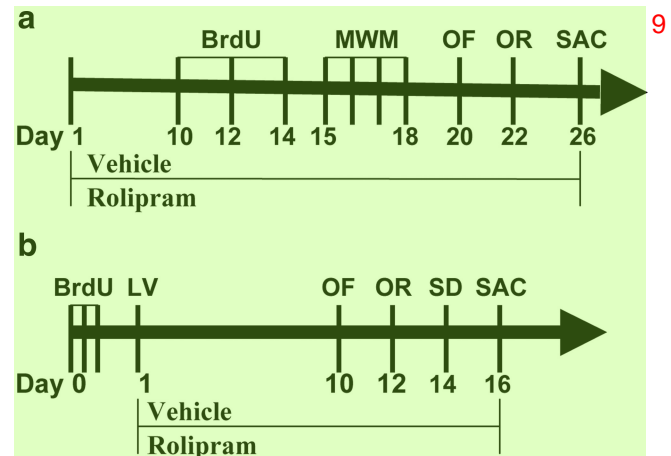 a
9
BrdU MWM OF OR SAC
Day 1 10 12 14 15 18 20 22 26
Vehicle
Rolipram
b
BrdU LV OF OR SD SAC
Day 0 1 10 12 14 16
Vehicle
Rolipram